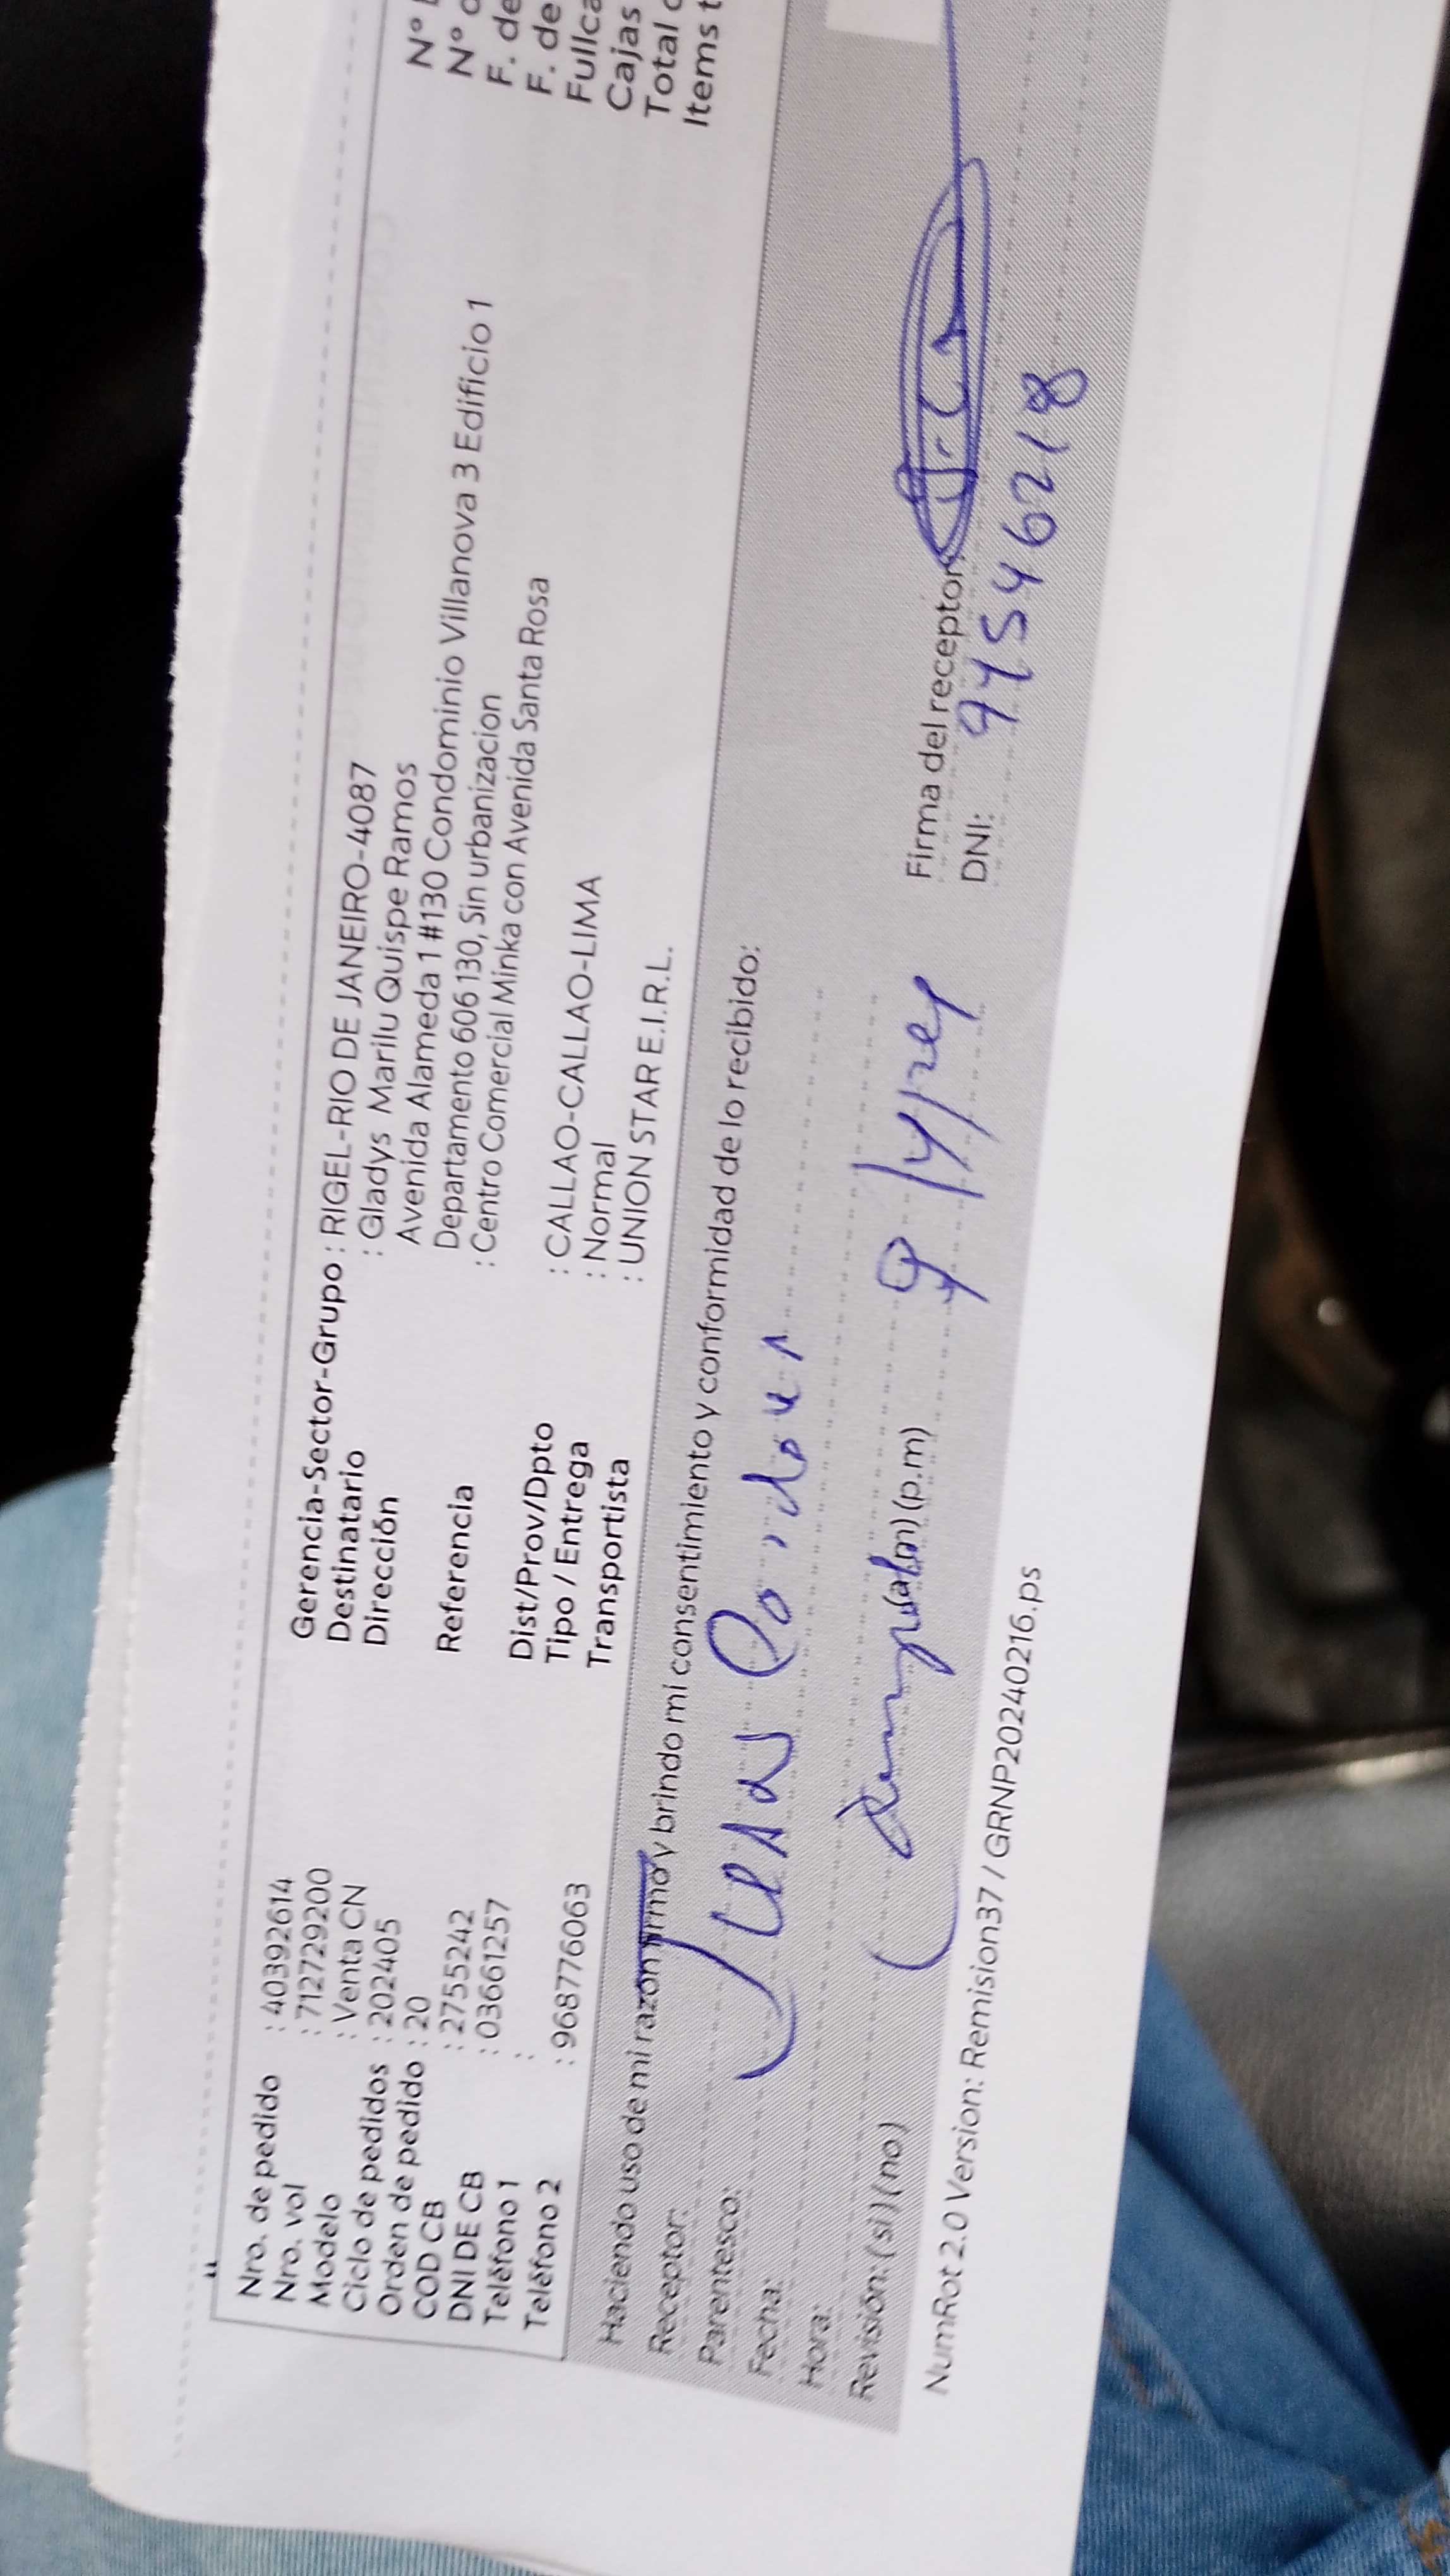 Nro. de pedido : 40392614
Nro. vol : 712729200
Modelo : Venta CN
Ciclo de pedidos : 202405
Orden de pedido : 20
COD CB : 2755242
DNI DE CB : 03661257
Teléfono 1 :
Teléfono 2 : 968776063
Gerencia-Sector-Grupo : RIGEL-RIO DE JANEIRO-4087
Destinatario : Gladys Marilu Quispe Ramos
Dirección Avenida Alameda 1 #130 Condominio Villanova 3 Edificio 1
Departamento 606 130, Sin urbanizacion
Referencia : Centro Comercial Minka con Avenida Santa Rosa
Dist/Prov/Dpto : CALLAO-CALLAO-LIMA
Tipo / Entrega : Normal
Transportista : UNION STAR E.I.R.L.
N°
N°
F. de
F. de
Cajas
Total
Items
Haciendo uso de mi razón firmo y brindo mi consentimiento y conformidad de lo recibido:
Receptor:
Parentesco:
Fecha:
Hora: (a.m) (p.m)
Revisión: (si) (no)
Firma del receptor
DNI: 47546218
NumRot 2.0 Version: Remision37 / GRNP20240216.ps